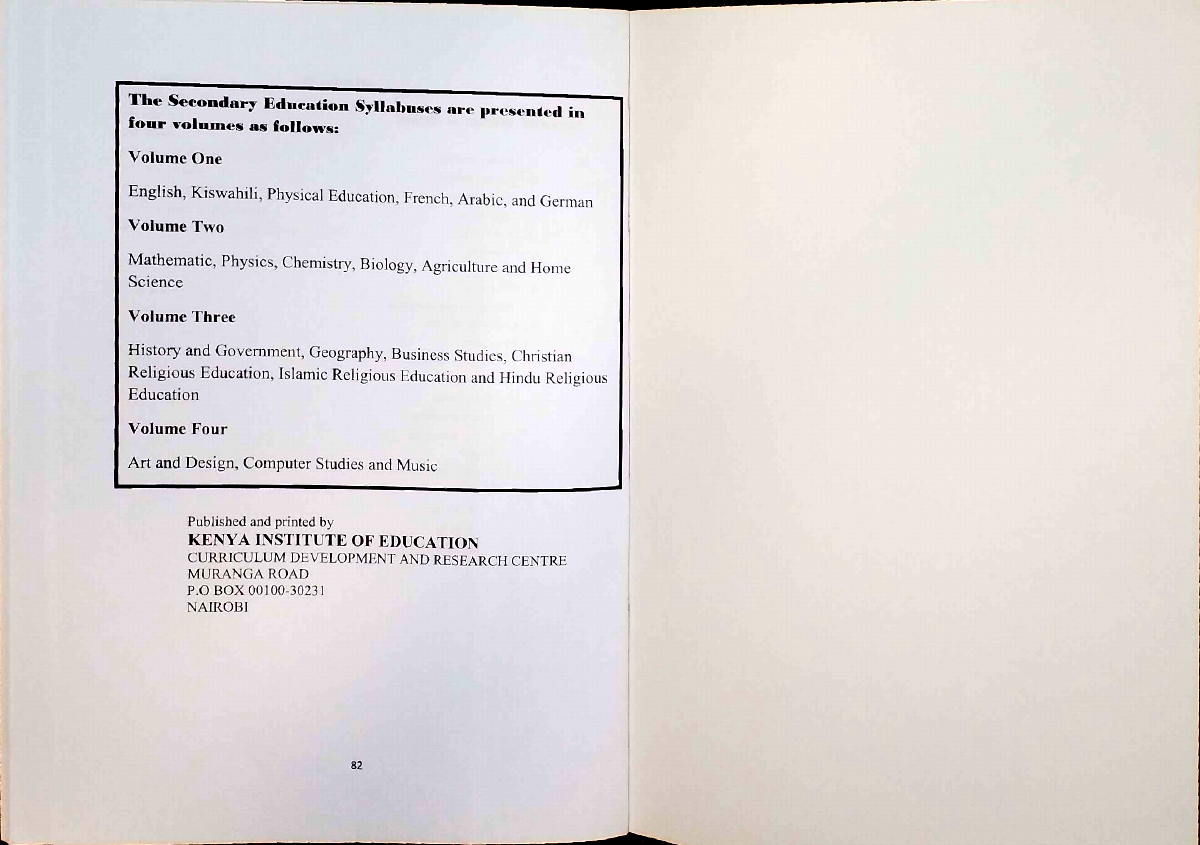 The Secondary Education Syllabuses are presented in
four volumes as follows:
Volume One
English, Kiswahili, Physical Education, French, Arabic, and German
Volume Two
Mathematic, Physics, Chemistry, Biology, Agriculture and Home
Science
Volume Three
History and Government, Geography, Business Studies, Christian
Religious Education, Islamic Religious Education and Hindu Religious
Education
Volume Four
Art and Design, Computer Studies and Music
Published and printed by
KENYA INSTITUTE OF EDUCATION
CURRICULUM DEVELOPMENT AND RESEARCH CENTRE
MURANGA ROAD
P.O BOX 00100-30231
NAIROBI
82